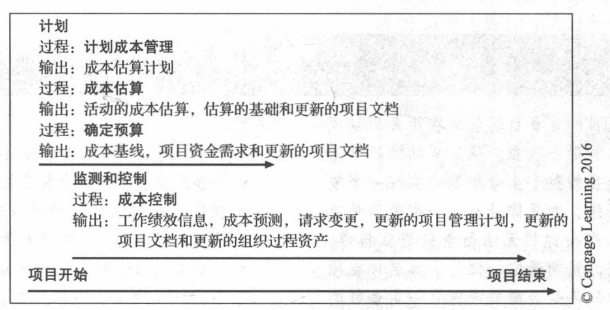 计划
过程：计划成本管理
输出：成本估算计划
过程：成本估算
输出：活动的成本估算，估算的基础和更新的项目文档
过程：确定预算
输出：成本基线，项目资金需求和更新的项目文档
监测和控制
过程：成本控制
输出：工作绩效信息，成本预测，请求变更，更新的项目管理计划，更新的
项目文档和更新的组织过程资产
项目开始 项目结束
© Cengage Learning 2016